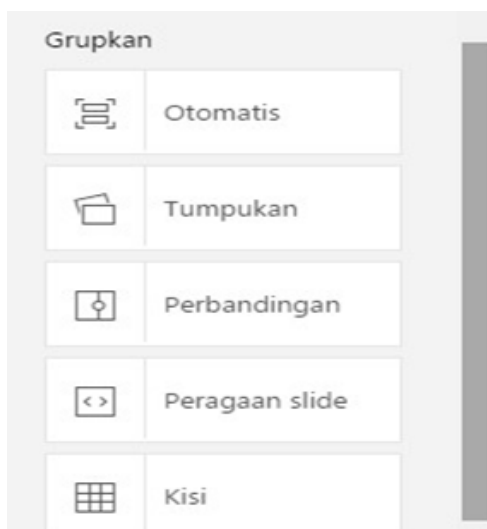 Grupkan
Otomatis
Tumpukan
Perbandingan
Peragaan slide
Kisi